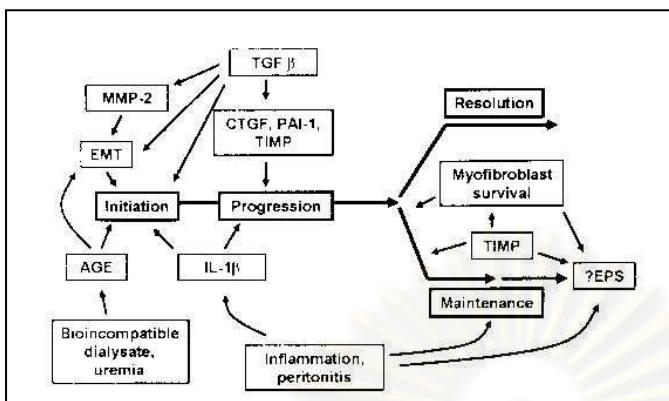 TGF β
MMP-2
Resolution
CTGF, PAI-1,
TIMP
EMT
Myofibroblast
survival
Initiation
Progression
TIMP
AGE
IL-1β
?EPS
Maintenance
Bioincompatible
dialysate,
uremia
Inflammation,
peritonitis